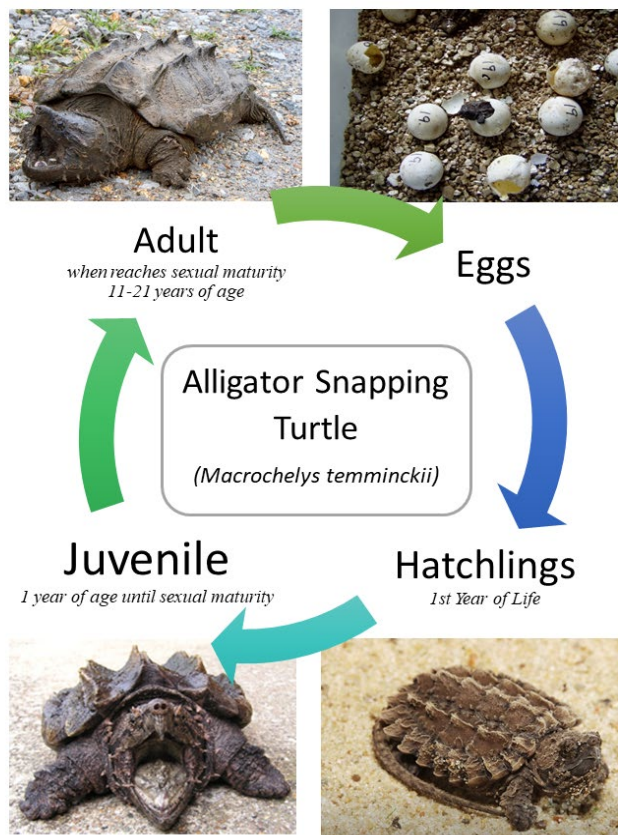 Adult
when reaches sexual maturity
11-21 years of age
Eggs
Alligator Snapping
Turtle
(Macrochelys temminckii)
Juvenile
1 year of age until sexual maturity
Hatchlings
1st Year of Life